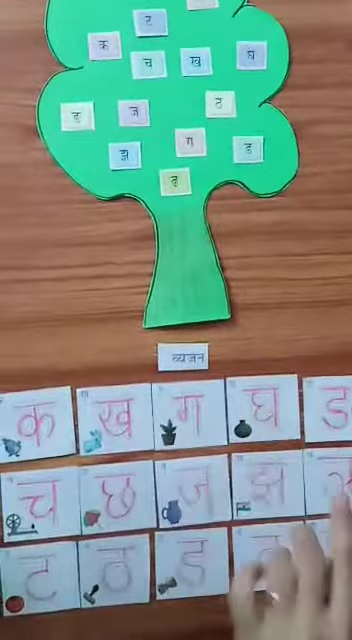 ट
क
च
ख
घ
ङ
ज
ठ
झ
ग
ड
ढ
व्यंजन
क ख ग घ ङ
च छ ज झ
ट ठ ड